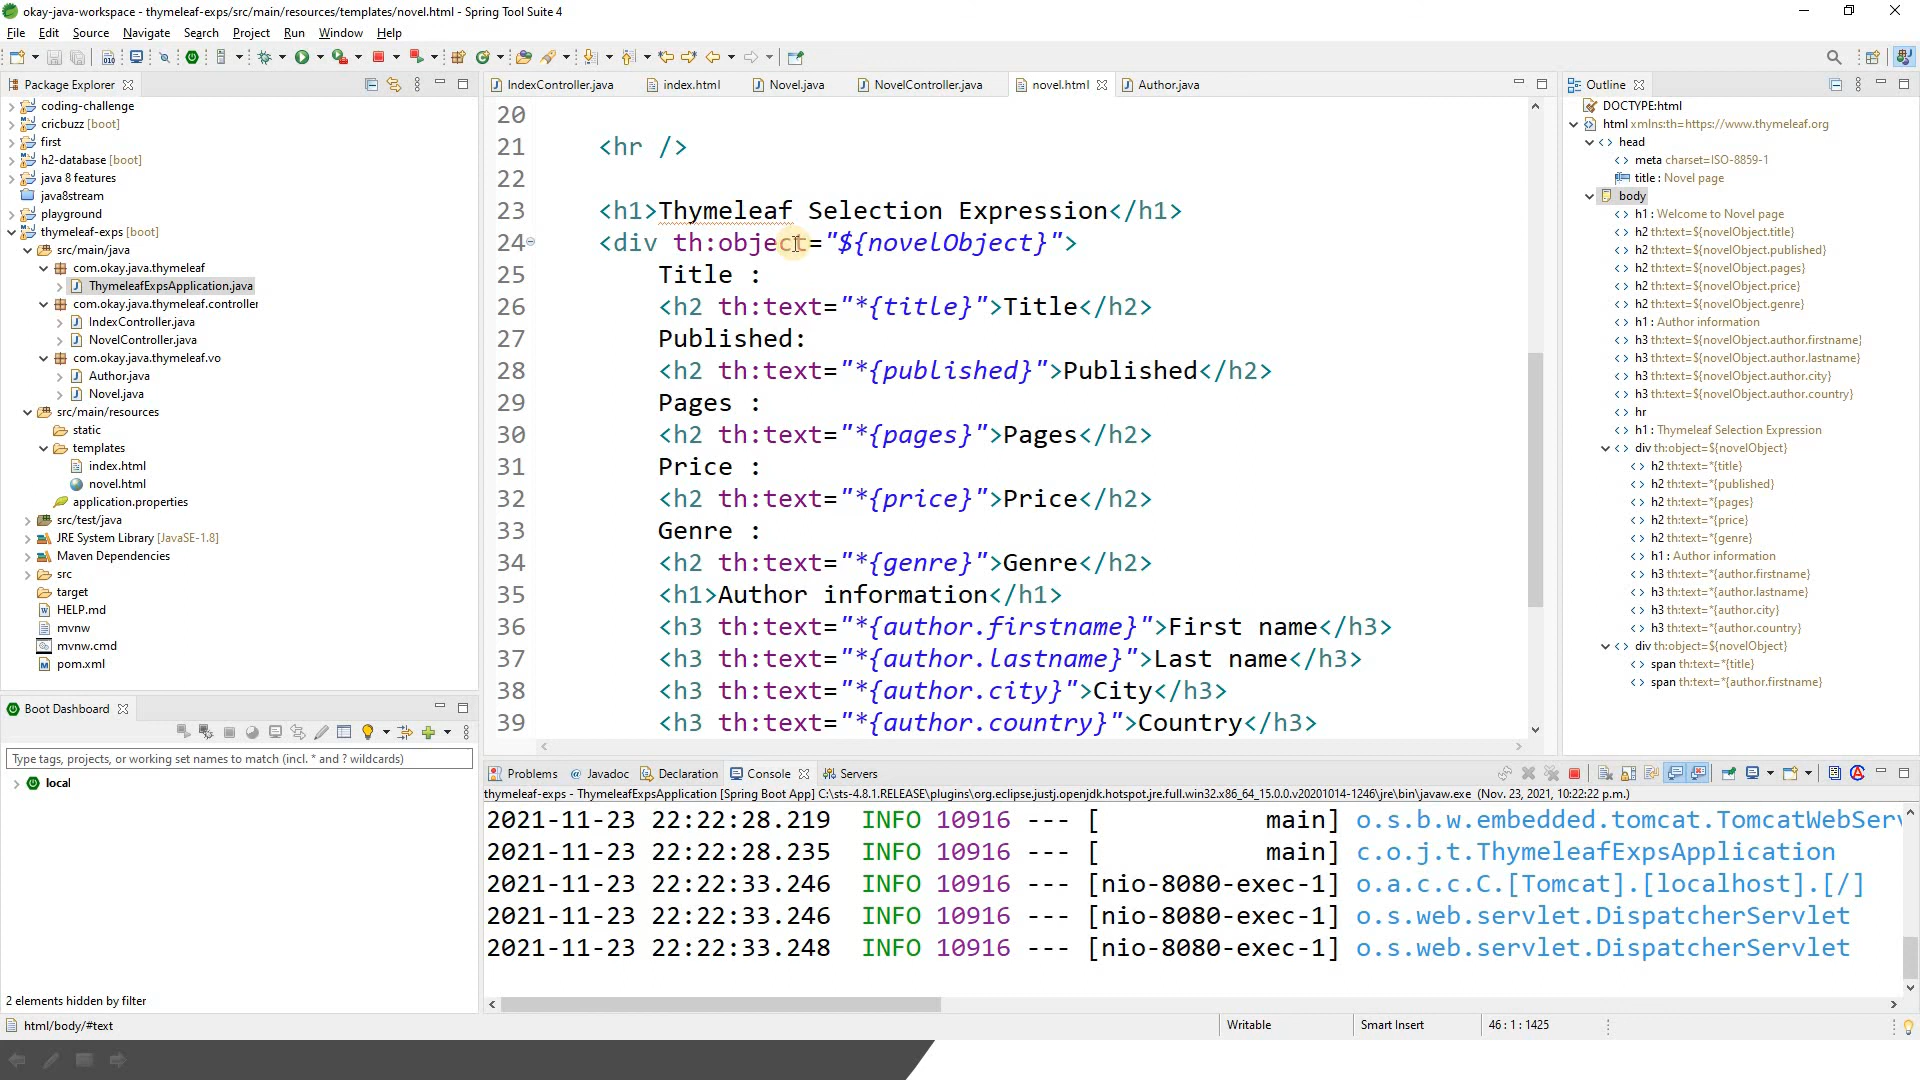 okay-java-workspace - thymeleaf-exps/src/main/resources/templates/novel.html - Spring Tool Suite 4
File Edit Source Navigate Search Project Run Window Help
Package Explorer
coding-challenge
cricbuzz [boot]
first
h2-database [boot]
java 8 features
java8stream
playground
thymeleaf-exps [boot]
src/main/java
com.okay.java.thymeleaf
ThymeleafExpsApplication.java
com.okay.java.thymeleaf.controller
IndexController.java
NovelController.java
com.okay.java.thymeleaf.vo
Author.java
Novel.java
src/main/resources
static
templates
index.html
novel.html
application.properties
src/test/java
JRE System Library [JavaSE-1.8]
Maven Dependencies
src
target
HELP.md
mvnw
mvnw.cmd
pom.xml
Boot Dashboard
Type tags, projects, or working set names to match (incl. * and ? wildcards)
local
2 elements hidden by filter
IndexController.java index.html Novel.java NovelController.java novel.html Author.java
20
21 <hr />
22
23 <h1>Thymeleaf Selection Expression</h1>
24 <div th:object="${novelObject}">
25 Title :
26 <h2 th:text="*{title}">Title</h2>
27 Published:
28 <h2 th:text="*{published}">Published</h2>
29 Pages :
30 <h2 th:text="*{pages}">Pages</h2>
31 Price :
32 <h2 th:text="*{price}">Price</h2>
33 Genre :
34 <h2 th:text="*{genre}">Genre</h2>
35 <h1>Author information</h1>
36 <h3 th:text="*{author.firstname}">First name</h3>
37 <h3 th:text="*{author.lastname}">Last name</h3>
38 <h3 th:text="*{author.city}">City</h3>
39 <h3 th:text="*{author.country}">Country</h3>
Outline
DOCTYPE:html
html xmlns:th=https://www.thymeleaf.org
head
meta charset=ISO-8859-1
title : Novel page
body
h1 : Welcome to Novel page
h2 th:text=${novelObject.title}
h2 th:text=${novelObject.published}
h2 th:text=${novelObject.pages}
h2 th:text=${novelObject.price}
h2 th:text=${novelObject.genre}
h1 : Author information
h3 th:text=${novelObject.author.firstname}
h3 th:text=${novelObject.author.lastname}
h3 th:text=${novelObject.author.city}
h3 th:text=${novelObject.author.country}
hr
h1 : Thymeleaf Selection Expression
div th:object=${novelObject}
h2 th:text=*{title}
h2 th:text=*{published}
h2 th:text=*{pages}
h2 th:text=*{price}
h2 th:text=*{genre}
h1 : Author information
h3 th:text=*{author.firstname}
h3 th:text=*{author.lastname}
h3 th:text=*{author.city}
h3 th:text=*{author.country}
div th:object=${novelObject}
span th:text=*{title}
span th:text=*{author.firstname}
Problems @ Javadoc Declaration Console Servers
thymeleaf-exps - ThymeleafExpsApplication [Spring Boot App] C:\sts-4.8.1.RELEASE\plugins\org.eclipse.justj.openjdk.hotspot.jre.full.win32.x86_64_15.0.0.v20201014-1246\jre\bin\javaw.exe (Nov. 23, 2021, 10:22:22 p.m.)
2021-11-23 22:22:28.219 INFO 10916 --- [ main] o.s.b.w.embedded.tomcat.TomcatWebServ
2021-11-23 22:22:28.235 INFO 10916 --- [ main] c.o.j.t.ThymeleafExpsApplication
2021-11-23 22:22:33.246 INFO 10916 --- [nio-8080-exec-1] o.a.c.c.C.[Tomcat].[localhost].[/]
2021-11-23 22:22:33.246 INFO 10916 --- [nio-8080-exec-1] o.s.web.servlet.DispatcherServlet
2021-11-23 22:22:33.248 INFO 10916 --- [nio-8080-exec-1] o.s.web.servlet.DispatcherServlet
html/body/#text Writable Smart Insert 46 : 1 : 1425